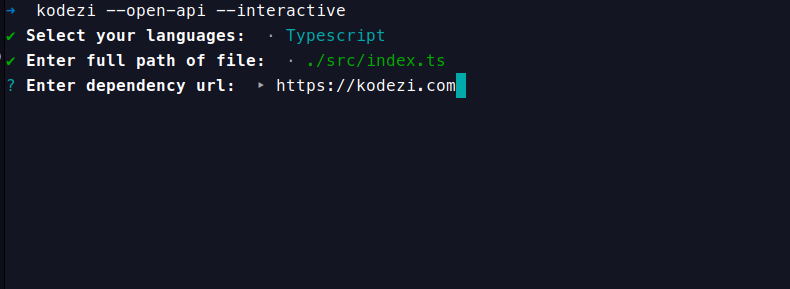 ➜ kodezi --open-api --interactive
✔ Select your languages: · Typescript
✔ Enter full path of file: · ./src/index.ts
? Enter dependency url: ‣ https://kodezi.com